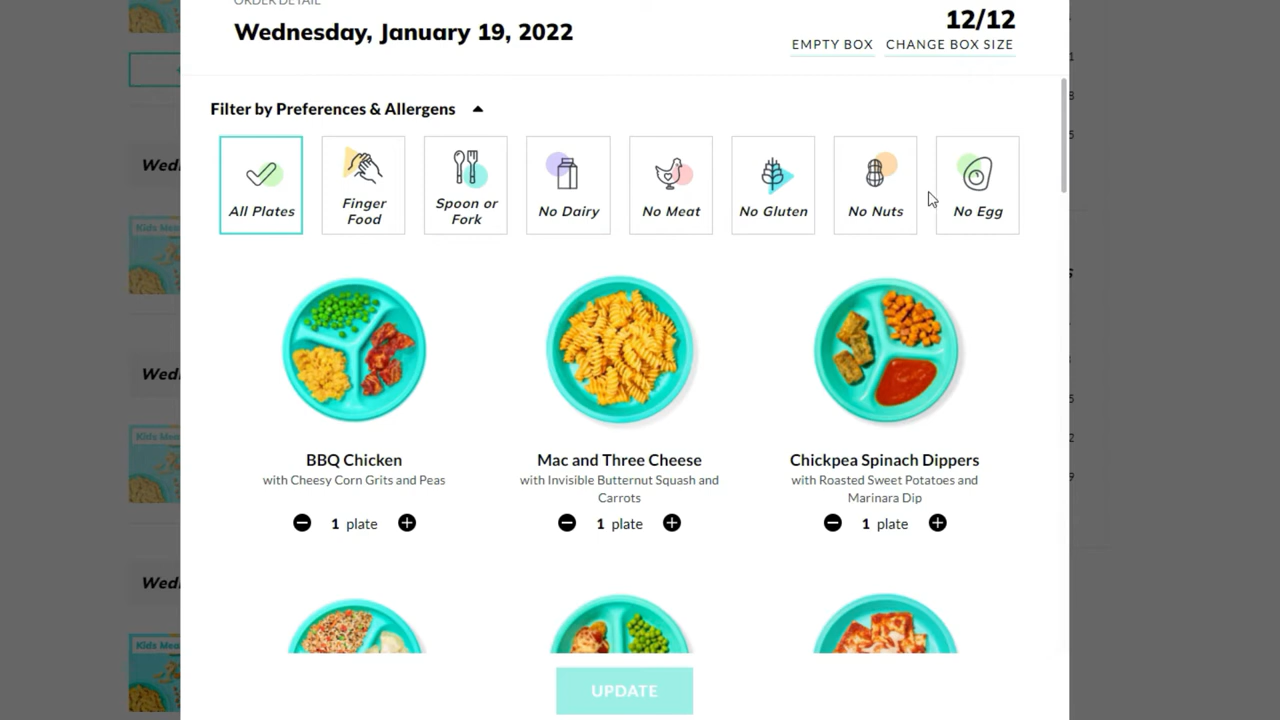 Wednesday, January 19, 2022
12/12
EMPTY BOX
CHANGE BOX SIZE
Filter by Preferences & Allergens
All Plates
Finger
Food
Spoon or
Fork
No Dairy
No Meat
No Gluten
No Nuts
No Egg
BBQ Chicken
with Cheesy Corn Grits and Peas
1 plate
Mac and Three Cheese
with Invisible Butternut Squash and
Carrots
1 plate
Chickpea Spinach Dippers
with Roasted Sweet Potatoes and
Marinara Dip
1 plate
UPDATE